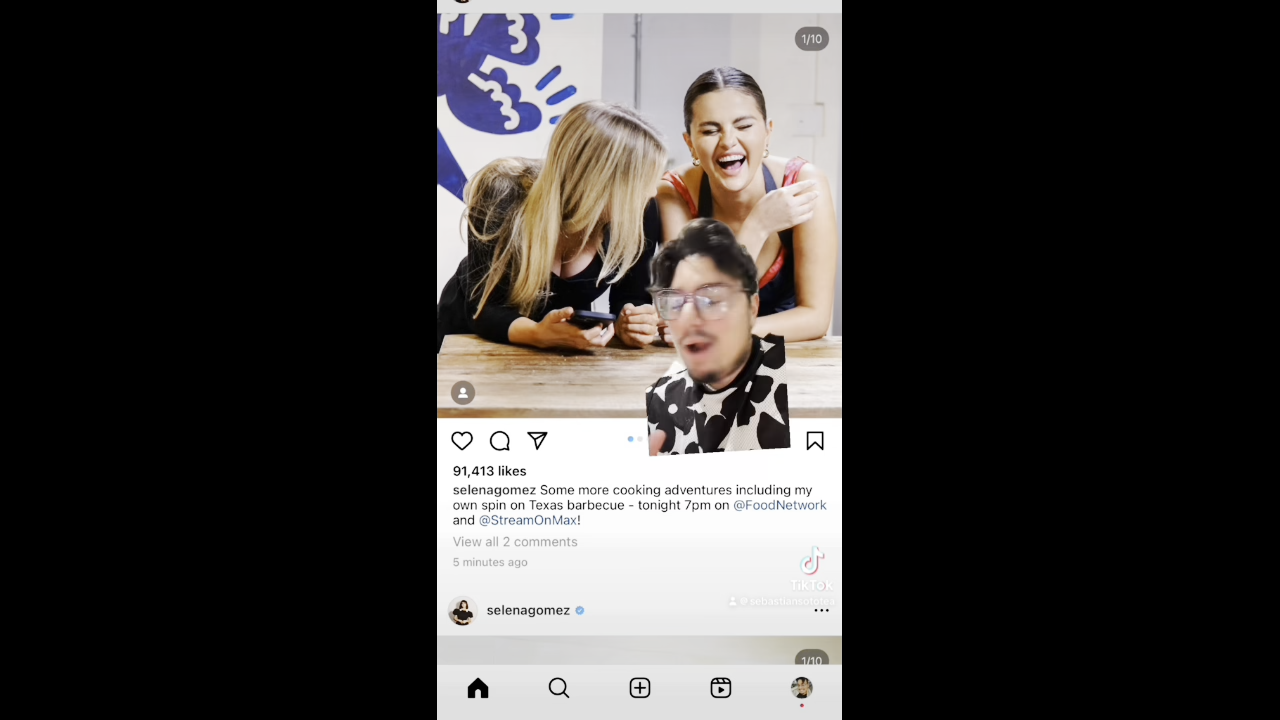 1/10
91,413 likes
selenagomez Some more cooking adventures including my
own spin on Texas barbecue - tonight 7pm on @FoodNetwork
and @StreamOnMax!
View all 2 comments
5 minutes ago
TikTok
selenagomez
1/10